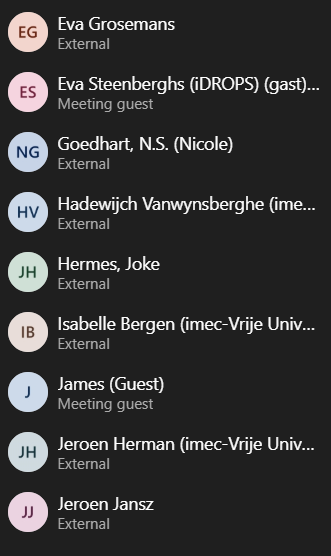 EG Eva Grosemans
External
ES Eva Steenberghs (iDROPS) (gast)...
Meeting guest
NG Goedhart, N.S. (Nicole)
External
HV Hadewijch Vanwynsberghe (ime...
External
JH Hermes, Joke
External
IB Isabelle Bergen (imec-Vrije Univ...
External
J James (Guest)
Meeting guest
JH Jeroen Herman (imec-Vrije Univ...
External
JJ Jeroen Jansz
External